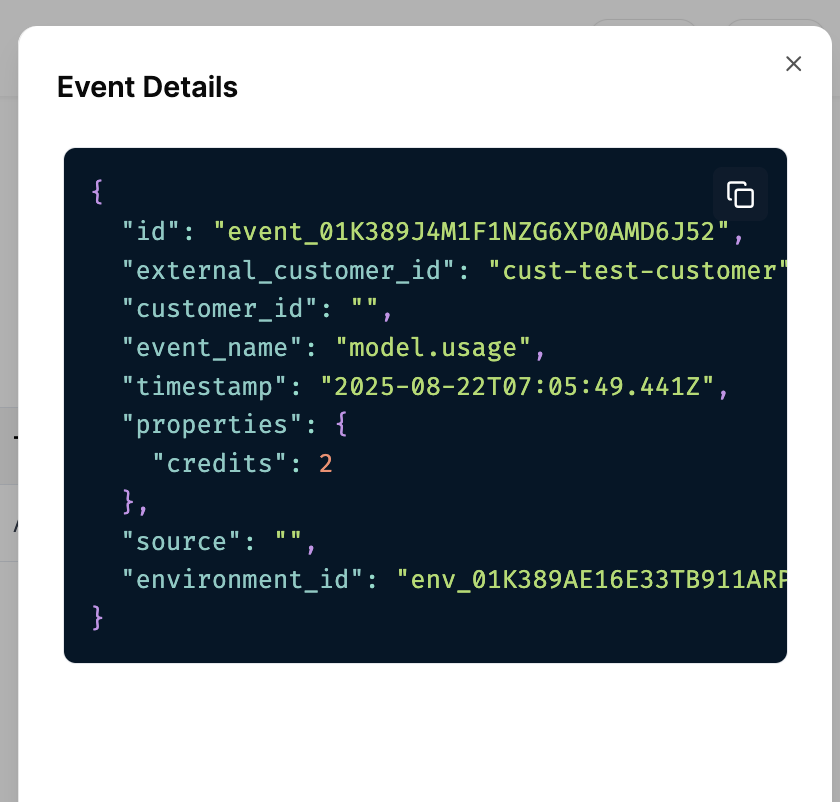 Event Details
{
"id": "event_01K389J4M1F1NZG6XP0AMD6J52",
"external_customer_id": "cust-test-customer"
"customer_id": "",
"event_name": "model.usage",
"timestamp": "2025-08-22T07:05:49.441Z",
"properties": {
"credits": 2
},
"source": "",
"environment_id": "env_01K389AE16E33TB911ARP
}